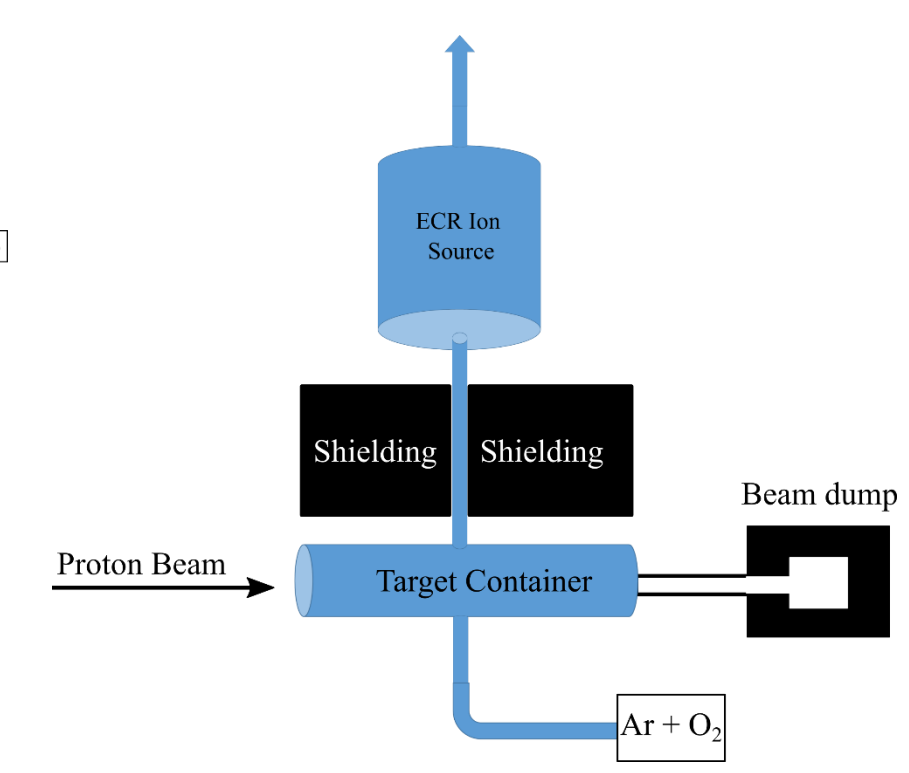 ECR Ion
Source
Shielding
Shielding
Beam dump
Proton Beam
Target Container
Ar + O₂